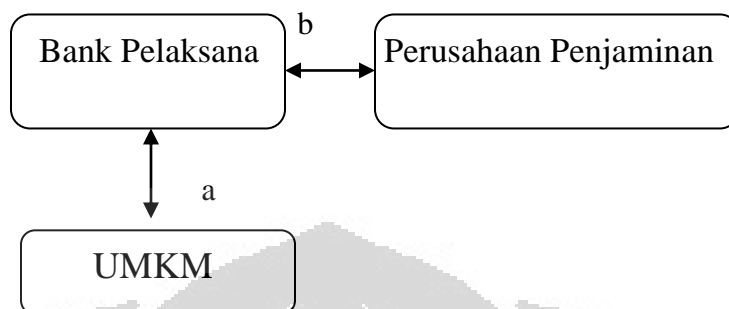 b
Bank Pelaksana
Perusahaan Penjaminan
a
UMKM